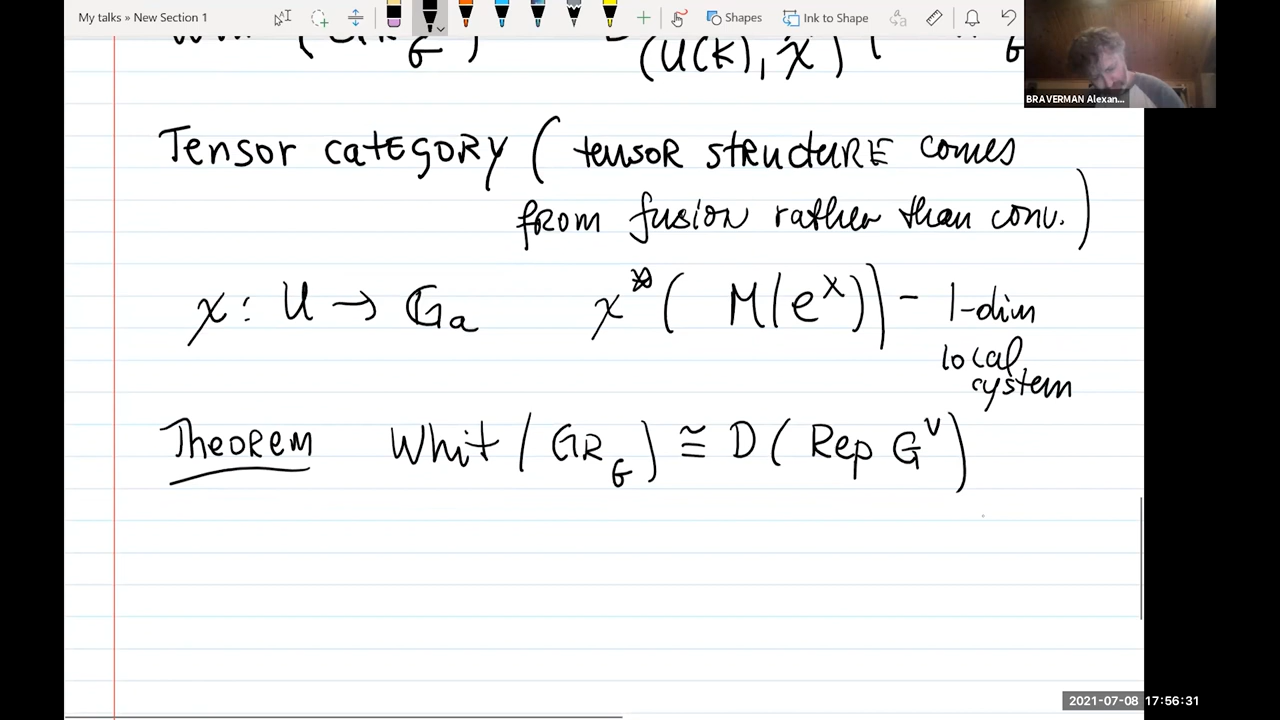 My talks » New Section 1
Shapes
Ink to Shape
(U(K), χ)
BRAVERMAN Alexan...
Tensor category ( tensor structure comes
from fusion rather than conv. )
χ : U → 𝔾a χ* ( M(eˣ)) - 1-dim
local
system
Theorem Whit ( GR_G ) ≅ D ( Rep G^∨ )
2021-07-08 17:56:31